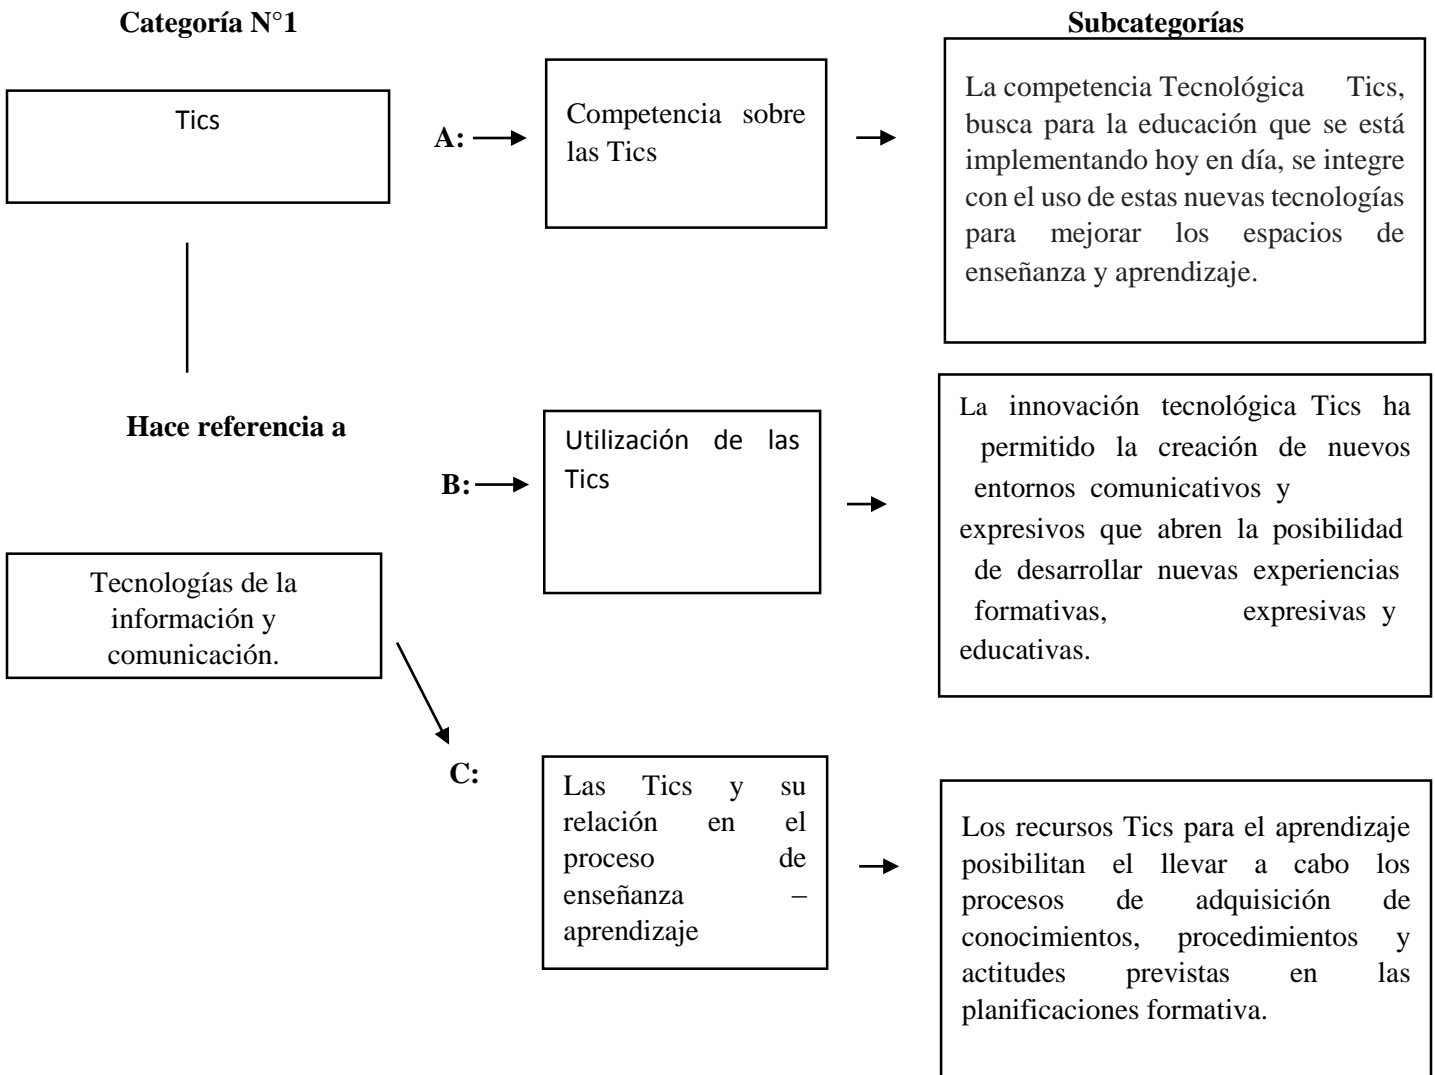 Categoría N°1
Subcategorías
Tics
A:
Competencia sobre
las Tics
La competencia Tecnológica Tics,
busca para la educación que se está
implementando hoy en día, se integre
con el uso de estas nuevas tecnologías
para mejorar los espacios de
enseñanza y aprendizaje.
Hace referencia a
B:
Utilización de las
Tics
La innovación tecnológica Tics ha
permitido la creación de nuevos
entornos comunicativos y
expresivos que abren la posibilidad
de desarrollar nuevas experiencias
formativas, expresivas y
educativas.
Tecnologías de la
información y
comunicación.
C:
Las Tics y su
relación en el
proceso de
enseñanza –
aprendizaje
Los recursos Tics para el aprendizaje
posibilitan el llevar a cabo los
procesos de adquisición de
conocimientos, procedimientos y
actitudes previstas en las
planificaciones formativa.